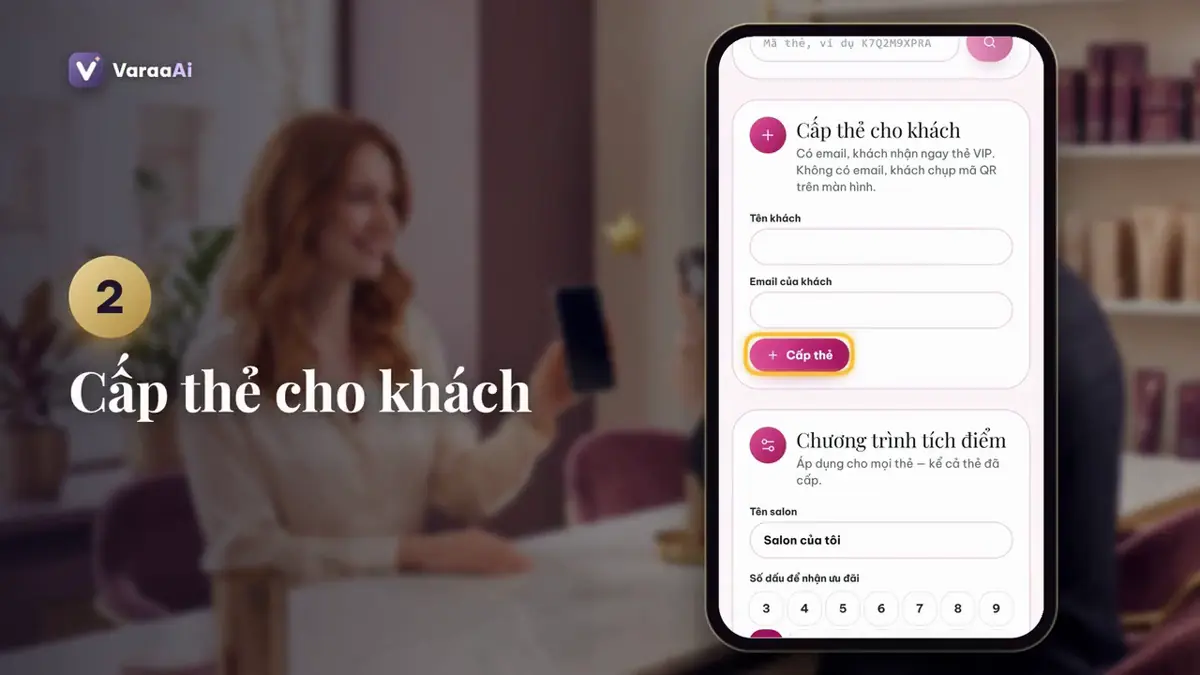 VaraaAi
2
Cấp thẻ cho khách
Mã thẻ, ví dụ K7Q2M9XPRA
Cấp thẻ cho khách
Có email, khách nhận ngay thẻ VIP.
Không có email, khách chụp mã QR
trên màn hình.
Tên khách
Email của khách
+ Cấp thẻ
Chương trình tích điểm
Áp dụng cho mọi thẻ — kể cả thẻ đã
cấp.
Tên salon
Salon của tôi
Số dấu để nhận ưu đãi
3 4 5 6 7 8 9